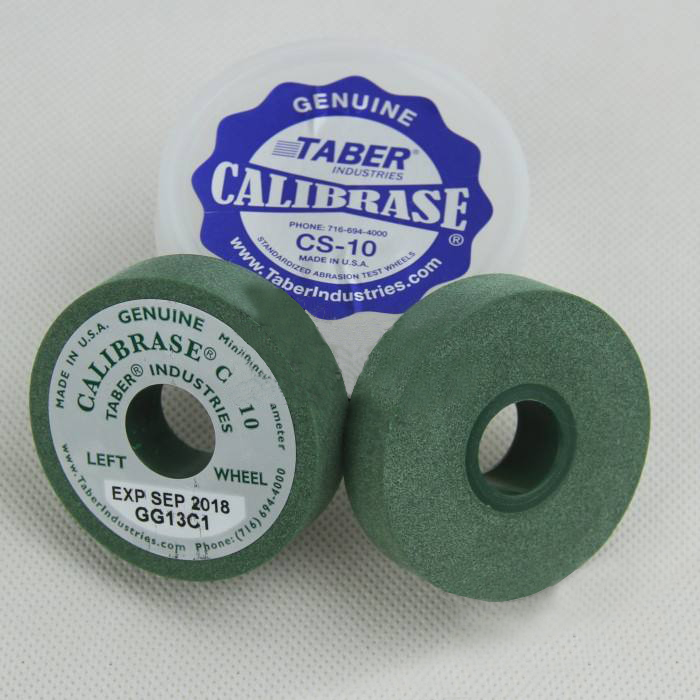 GENUINE
TABER®
INDUSTRIES
CALIBRASE®
PHONE: 716-694-4000
CS-10
MADE IN U.S.A.
STANDARDIZED ABRASION TEST WHEELS
www.TaberIndustries.com
MADE IN U.S.A.
GENUINE
CALIBRASE® C 10
TABER® INDUSTRIES
LEFT WHEEL
EXP SEP 2018
GG13C1
www.TaberIndustries.com Phone: (716) 694-4000